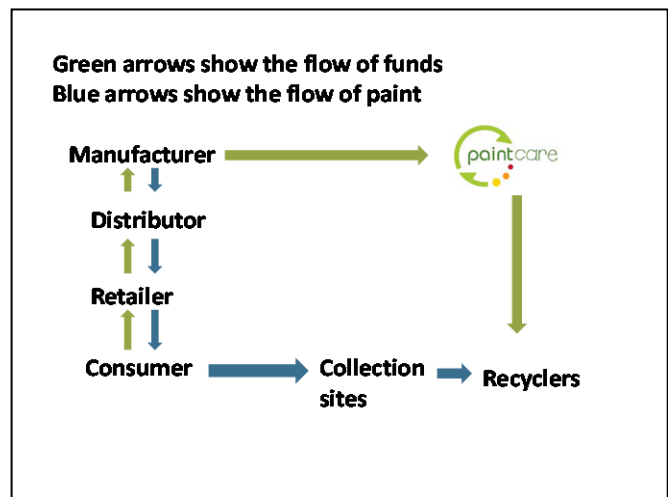 Green arrows show the flow of funds
Blue arrows show the flow of paint
Manufacturer
paintcare
Distributor
Retailer
Consumer
Collection
sites
Recyclers